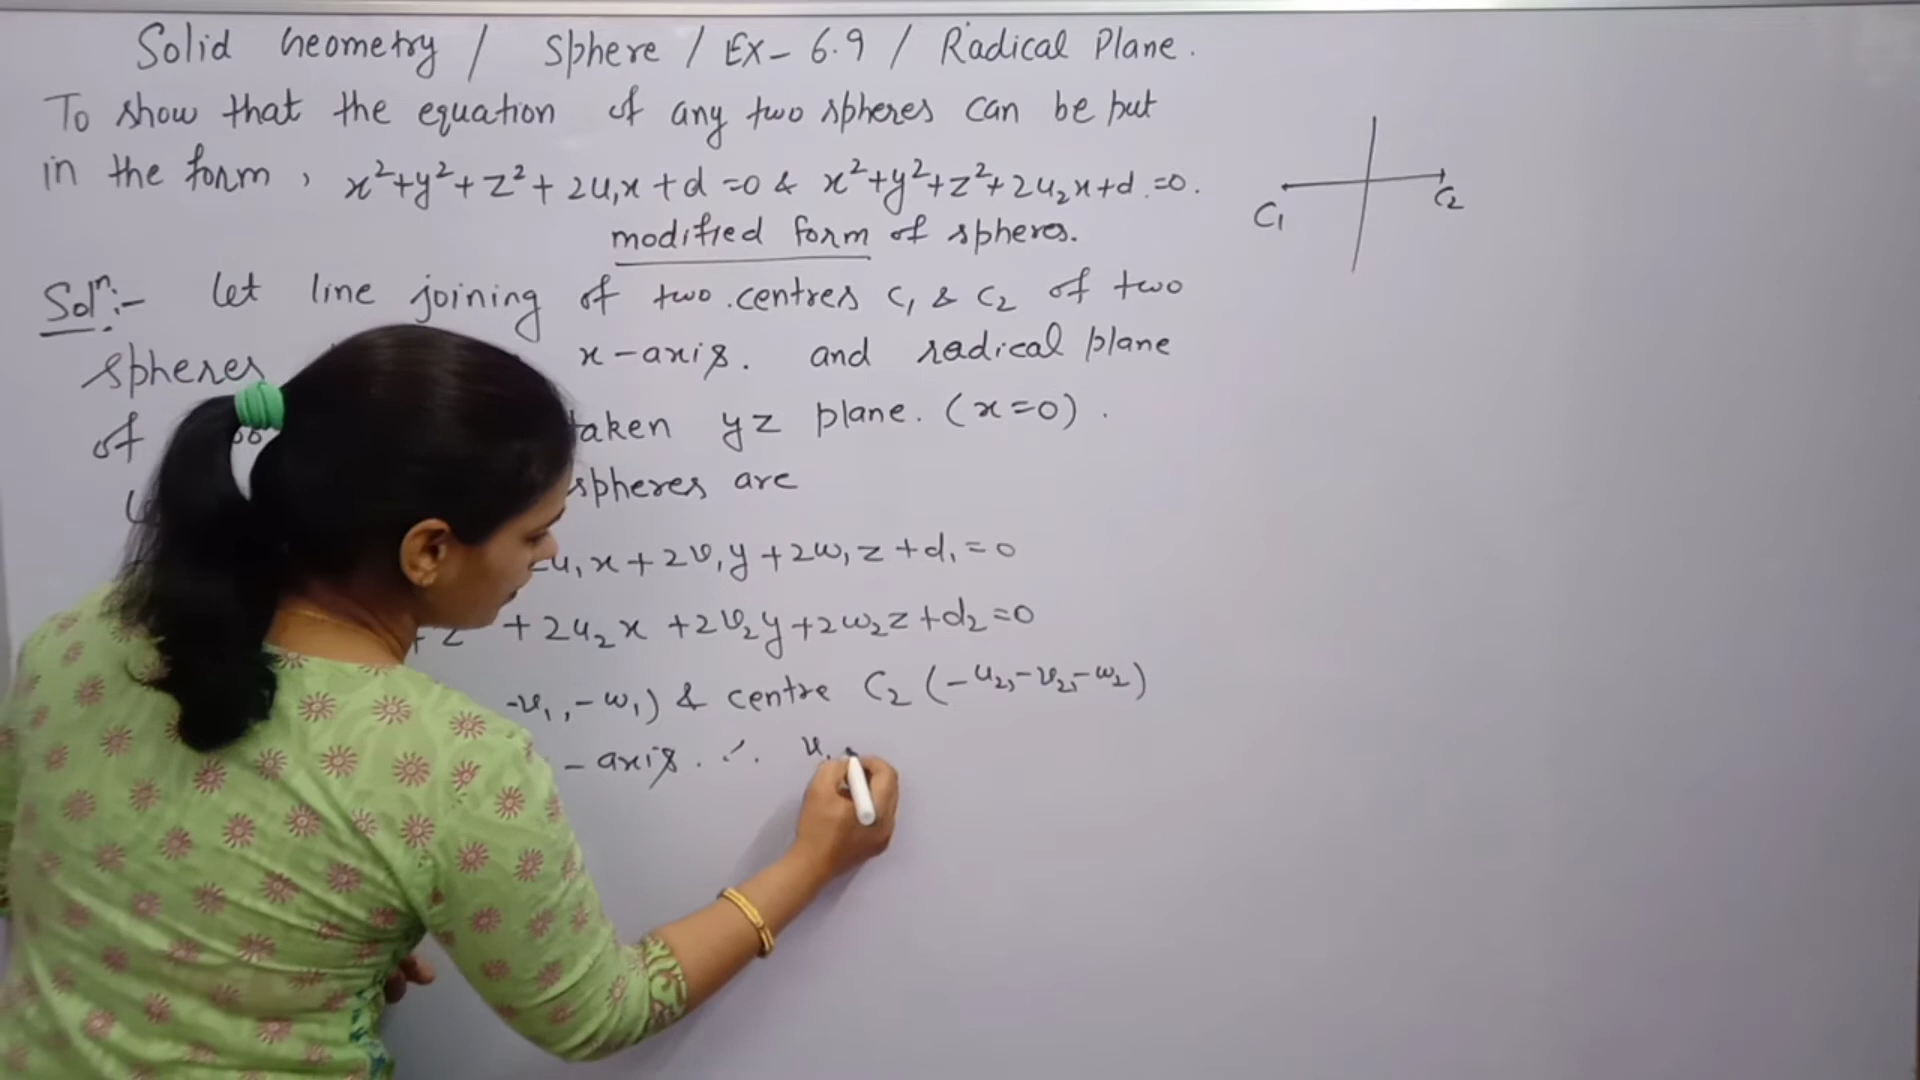 Solid Geometry / Sphere / Ex- 6.9 / Radical Plane.
To show that the equation of any two spheres can be put
in the form, x²+y²+z²+2u₁x+d=0 & x²+y²+z²+2u₂x+d=0.
modified form of spheres.
C₁ C₂
Solⁿ:- Let line joining of two centres C₁ & C₂ of two
spheres x-axis. and radical plane
of taken yz plane. (x=0).
spheres are
2u₁x+2v₁y+2w₁z+d₁=0
+z +2u₂x+2v₂y+2w₂z+d₂=0
-v₁,-w₁) & centre C₂ (-u₂,-v₂,-w₂)
-axis. ∴